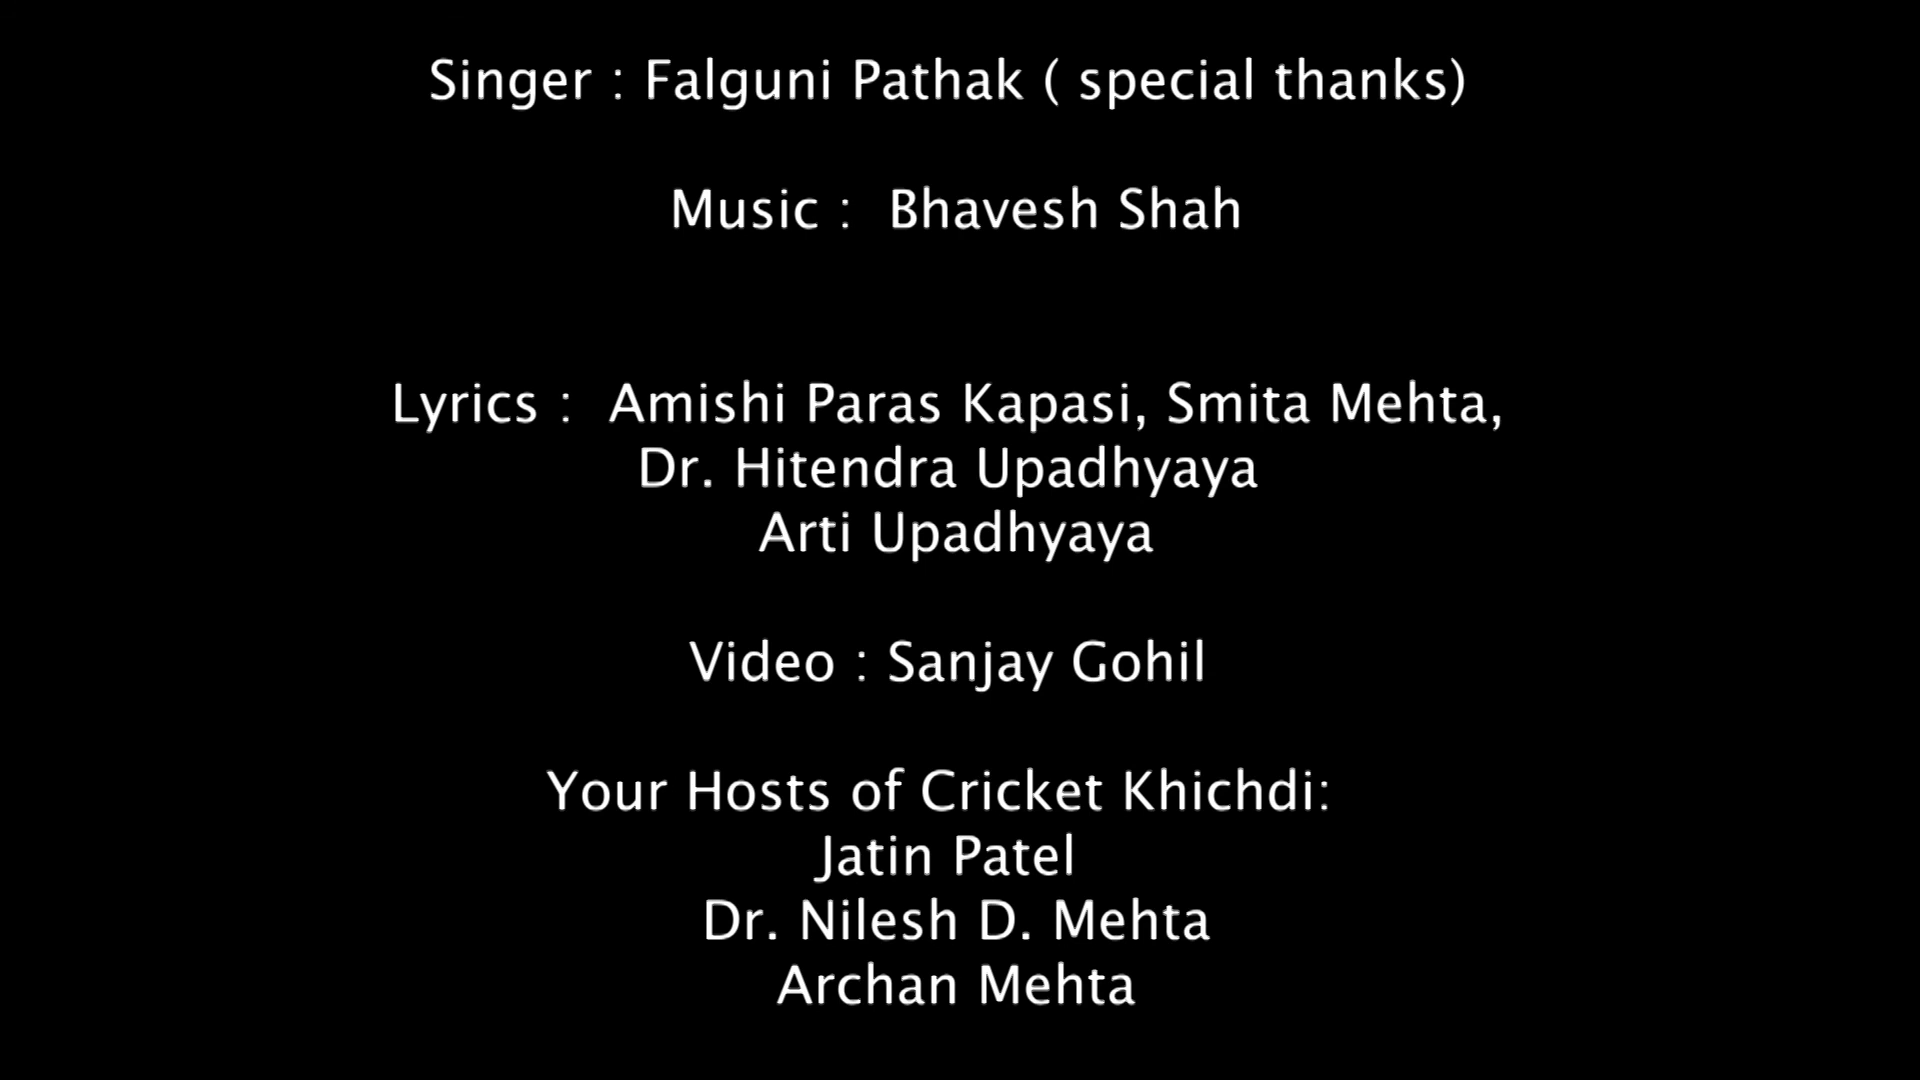 Singer : Falguni Pathak ( special thanks)
Music :  Bhavesh Shah
Lyrics :  Amishi Paras Kapasi, Smita Mehta,
Dr. Hitendra Upadhyaya
Arti Upadhyaya
Video : Sanjay Gohil
Your Hosts of Cricket Khichdi:
Jatin Patel
Dr. Nilesh D. Mehta
Archan Mehta